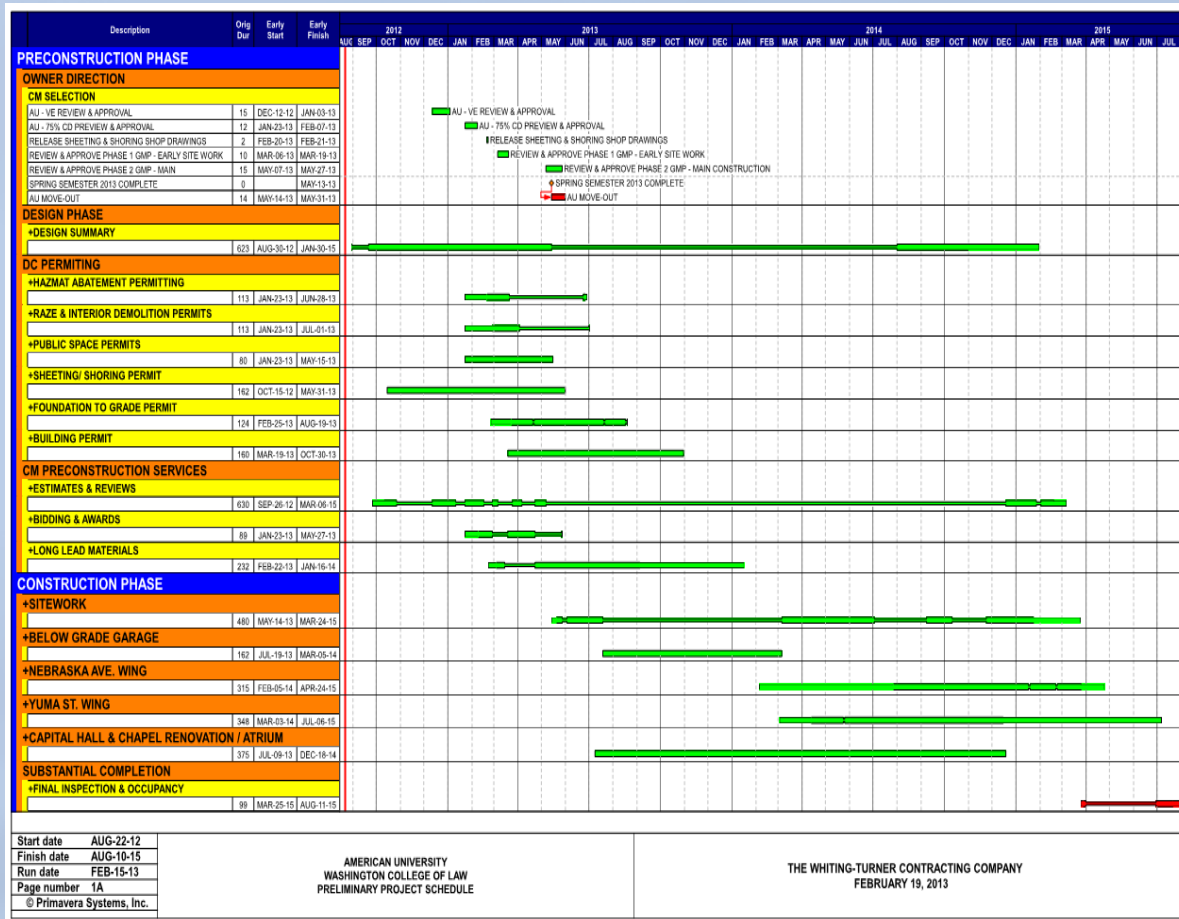 Description Orig Dur Early Start Early Finish
2012 2013 2014 2015
AUG SEP OCT NOV DEC JAN FEB MAR APR MAY JUN JUL AUG SEP OCT NOV DEC JAN FEB MAR APR MAY JUN JUL AUG SEP OCT NOV DEC JAN FEB MAR APR MAY JUN JUL
PRECONSTRUCTION PHASE
OWNER DIRECTION
CM SELECTION
AU - VE REVIEW & APPROVAL 15 DEC-12-12 JAN-03-13 AU - VE REVIEW & APPROVAL
AU - 75% CD PREVIEW & APPROVAL 12 JAN-23-13 FEB-07-13 AU - 75% CD PREVIEW & APPROVAL
RELEASE SHEETING & SHORING SHOP DRAWINGS 2 FEB-20-13 FEB-21-13 RELEASE SHEETING & SHORING SHOP DRAWINGS
REVIEW & APPROVE PHASE 1 GMP - EARLY SITE WORK 10 MAR-06-13 MAR-19-13 REVIEW & APPROVE PHASE 1 GMP - EARLY SITE WORK
REVIEW & APPROVE PHASE 2 GMP - MAIN 15 MAY-07-13 MAY-27-13 REVIEW & APPROVE PHASE 2 GMP - MAIN CONSTRUCTION
SPRING SEMESTER 2013 COMPLETE 0 MAY-13-13 SPRING SEMESTER 2013 COMPLETE
AU MOVE-OUT 14 MAY-14-13 MAY-31-13 AU MOVE-OUT
DESIGN PHASE
+DESIGN SUMMARY
623 AUG-30-12 JAN-30-15
DC PERMITING
+HAZMAT ABATEMENT PERMITTING
113 JAN-23-13 JUN-28-13
+RAZE & INTERIOR DEMOLITION PERMITS
113 JAN-23-13 JUL-01-13
+PUBLIC SPACE PERMITS
80 JAN-23-13 MAY-15-13
+SHEETING/ SHORING PERMIT
162 OCT-15-12 MAY-31-13
+FOUNDATION TO GRADE PERMIT
124 FEB-25-13 AUG-19-13
+BUILDING PERMIT
160 MAR-19-13 OCT-30-13
CM PRECONSTRUCTION SERVICES
+ESTIMATES & REVIEWS
630 SEP-26-12 MAR-06-15
+BIDDING & AWARDS
89 JAN-23-13 MAY-27-13
+LONG LEAD MATERIALS
232 FEB-22-13 JAN-16-14
CONSTRUCTION PHASE
+SITEWORK
480 MAY-14-13 MAR-24-15
+BELOW GRADE GARAGE
162 JUL-19-13 MAR-05-14
+NEBRASKA AVE. WING
315 FEB-05-14 APR-24-15
+YUMA ST. WING
348 MAR-03-14 JUL-06-15
+CAPITAL HALL & CHAPEL RENOVATION / ATRIUM
375 JUL-09-13 DEC-18-14
SUBSTANTIAL COMPLETION
+FINAL INSPECTION & OCCUPANCY
99 MAR-25-15 AUG-11-15
Start date AUG-22-12
Finish date AUG-10-15
Run date FEB-15-13
Page number 1A
© Primavera Systems, Inc.
AMERICAN UNIVERSITY
WASHINGTON COLLEGE OF LAW
PRELIMINARY PROJECT SCHEDULE
THE WHITING-TURNER CONTRACTING COMPANY
FEBRUARY 19, 2013